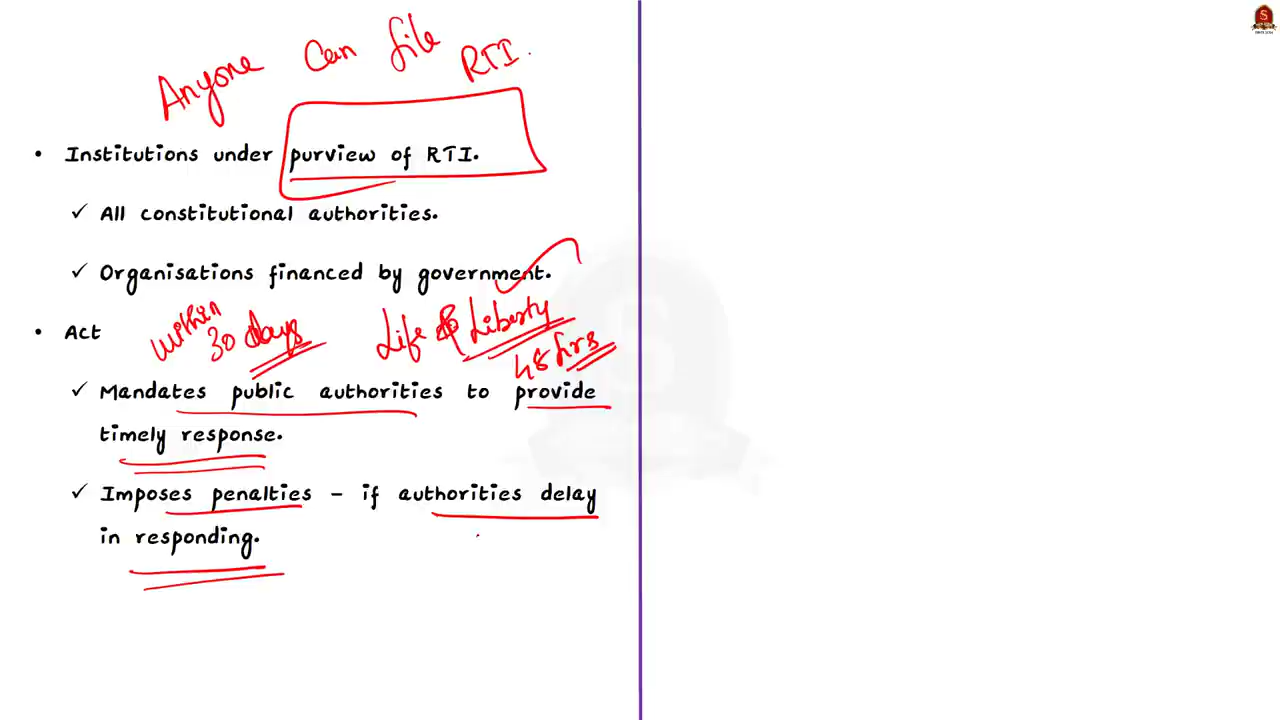 Anyone Can file RTI.
• Institutions under purview of RTI.
✓ All constitutional authorities.
✓ Organisations financed by government.
• Act
within 30 days
Life & Liberty
48 hrs
✓ Mandates public authorities to provide
timely response.
✓ Imposes penalties - if authorities delay
in responding.